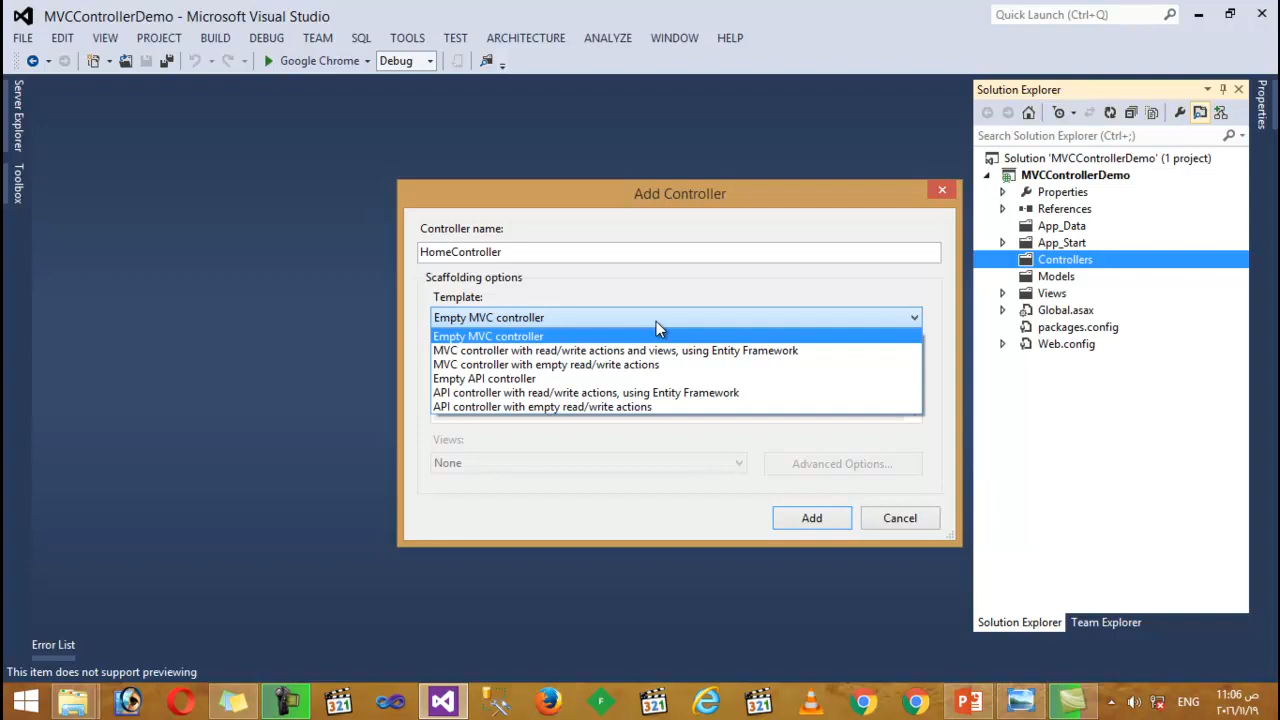 MVCControllerDemo - Microsoft Visual Studio
Quick Launch (Ctrl+Q)
FILE EDIT VIEW PROJECT BUILD DEBUG TEAM SQL TOOLS TEST ARCHITECTURE ANALYZE WINDOW HELP
Google Chrome Debug
Server Explorer
Toolbox
Add Controller
Controller name:
HomeController
Scaffolding options
Template:
Empty MVC controller
Empty MVC controller
MVC controller with read/write actions and views, using Entity Framework
MVC controller with empty read/write actions
Empty API controller
API controller with read/write actions, using Entity Framework
API controller with empty read/write actions
Views:
None
Advanced Options...
Add Cancel
Solution Explorer
Search Solution Explorer (Ctrl+;)
Solution 'MVCControllerDemo' (1 project)
MVCControllerDemo
Properties
References
App_Data
App_Start
Controllers
Models
Views
Global.asax
packages.config
Web.config
Solution Explorer Team Explorer
Properties
Error List
This item does not support previewing
321
321
F
321
ENG
11:06 ص
٢٠١٦/١١/١٩